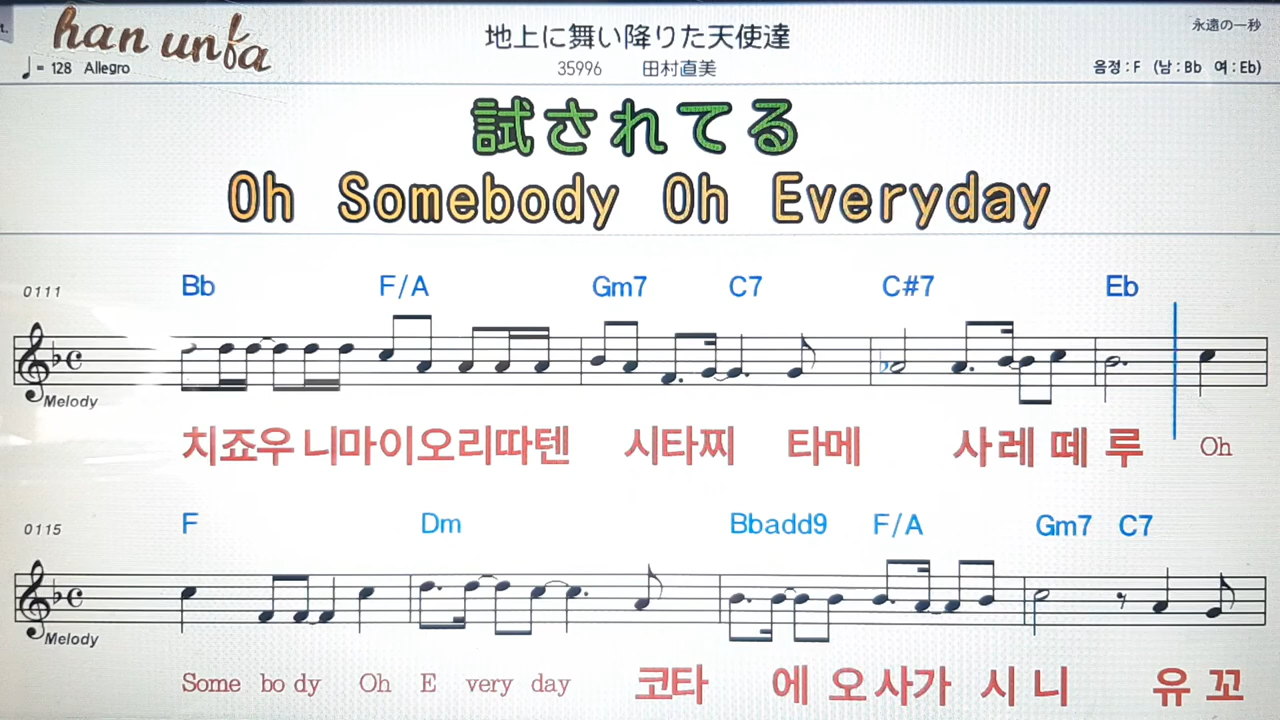 han unfa
地上に舞い降りた天使達
永遠の一秒
♩= 128 Allegro
35996 田村直美
음정 : F (남 : Bb 여 : Eb)
試されてる
Oh Somebody Oh Everyday
0111 Bb F/A Gm7 C7 C#7 Eb
Melody
치죠우 니마이오리따텐 시타찌 타메 사레 떼 루 Oh
0115 F Dm Bbadd9 F/A Gm7 C7
Melody
Some bo dy Oh E very day 코타 에 오 사가 시 니 유 꼬